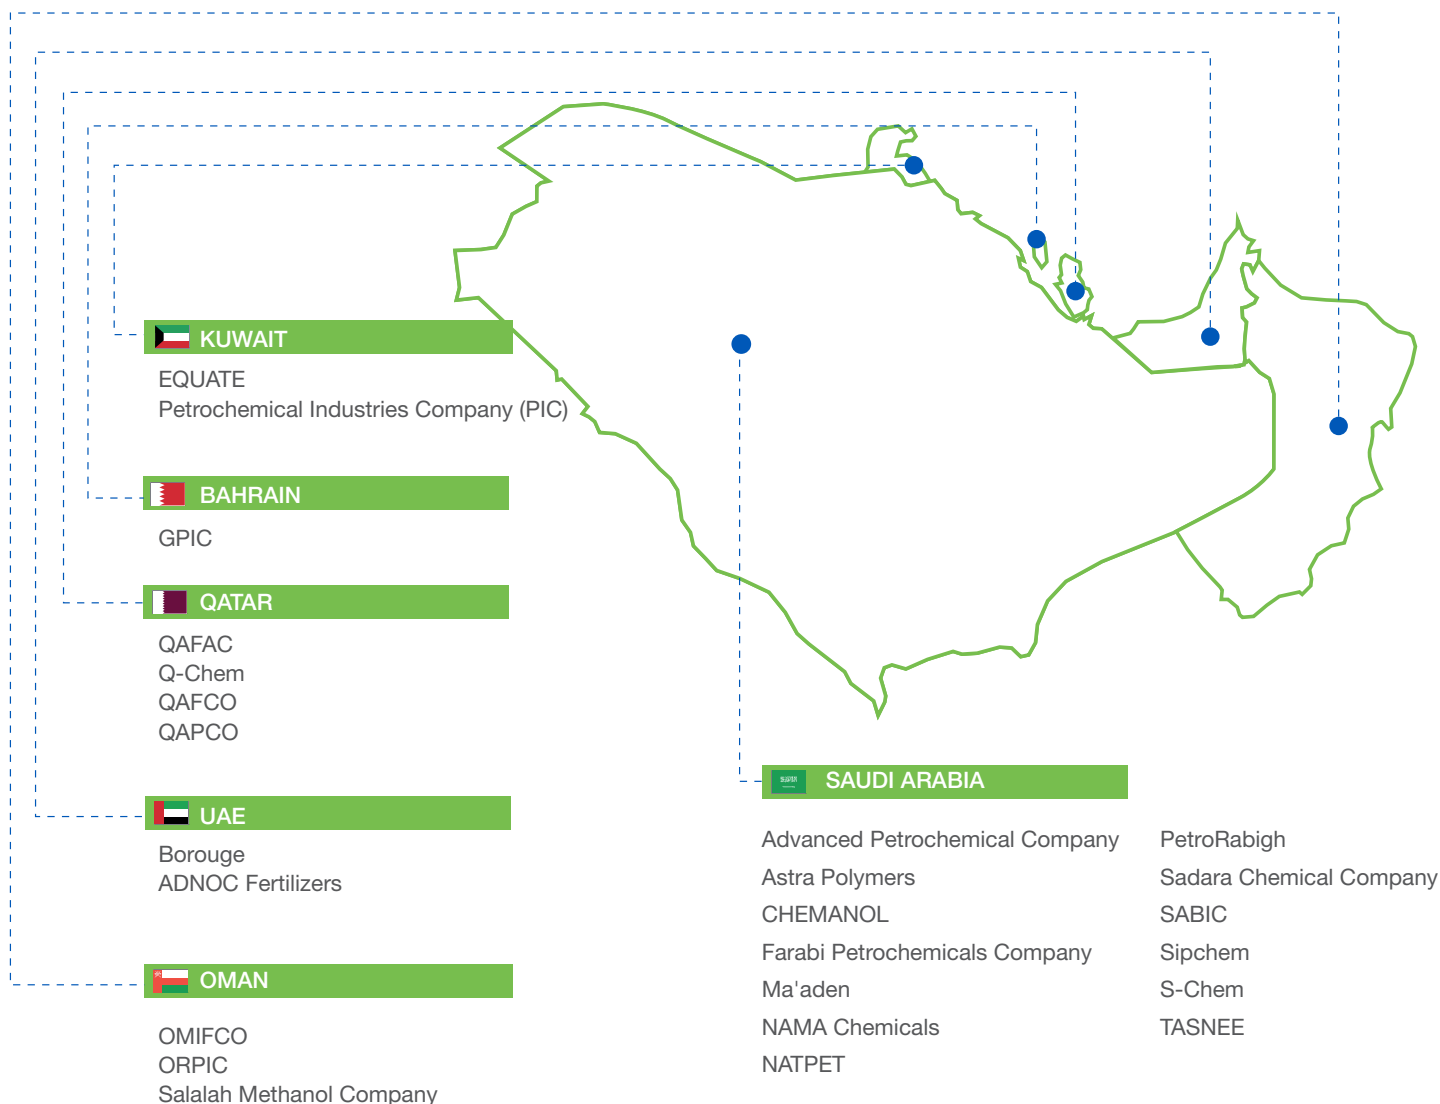 KUWAIT
EQUATE
Petrochemical Industries Company (PIC)
BAHRAIN
GPIC
QATAR
QAFAC
Q-Chem
QAFCO
QAPCO
UAE
Borouge
ADNOC Fertilizers
OMAN
OMIFCO
ORPIC
Salalah Methanol Company
SAUDI ARABIA
Advanced Petrochemical Company
Astra Polymers
CHEMANOL
Farabi Petrochemicals Company
Ma'aden
NAMA Chemicals
NATPET
PetroRabigh
Sadara Chemical Company
SABIC
Sipchem
S-Chem
TASNEE